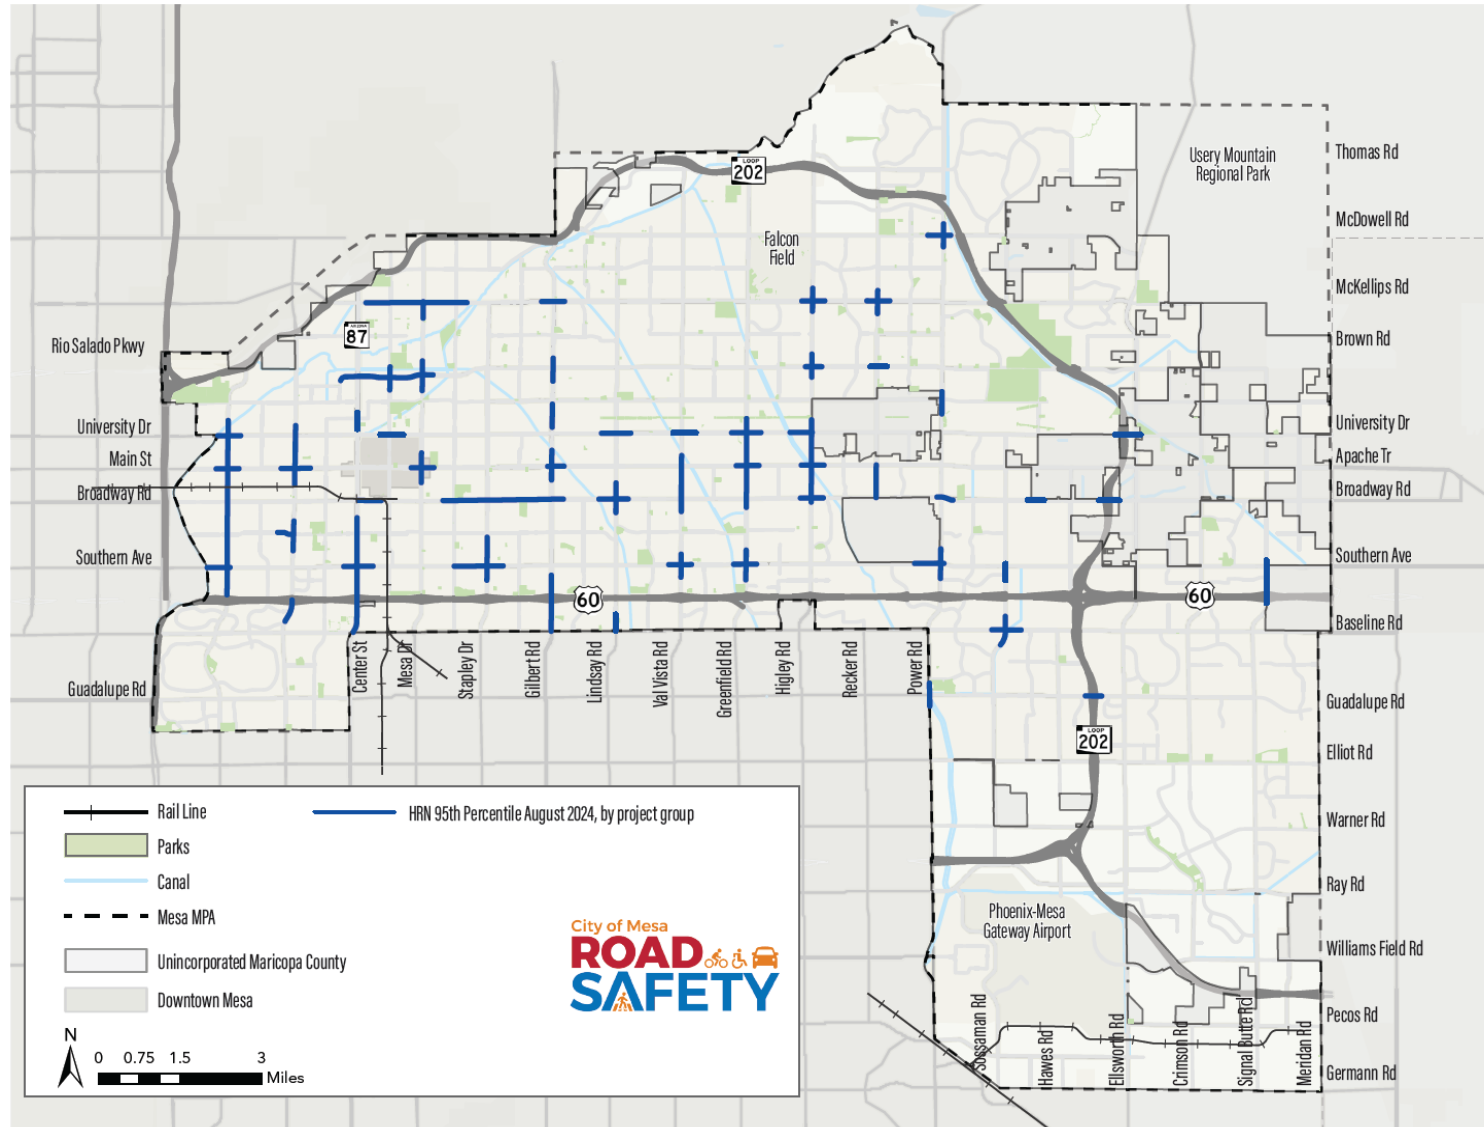 Thomas Rd
McDowell Rd
McKellips Rd
Brown Rd
University Dr
Apache Tr
Broadway Rd
Southern Ave
Baseline Rd
Guadalupe Rd
Elliot Rd
Warner Rd
Ray Rd
Williams Field Rd
Pecos Rd
Germann Rd
Usery Mountain
Regional Park
LOOP
202
Falcon
Field
87
Rio Salado Pkwy
University Dr
Main St
Broadway Rd
Southern Ave
Guadalupe Rd
60
60
Center St
Mesa Dr
Stapley Dr
Gilbert Rd
Lindsay Rd
Val Vista Rd
Greenfield Rd
Higley Rd
Recker Rd
Power Rd
LOOP
202
Phoenix-Mesa
Gateway Airport
Sossaman Rd
Hawes Rd
Ellsworth Rd
Crimson Rd
Signal Butte Rd
Meridan Rd
Rail Line
HRN 95th Percentile August 2024, by project group
Parks
Canal
Mesa MPA
Unincorporated Maricopa County
Downtown Mesa
City of Mesa
ROAD
SAFETY
N
0 0.75 1.5 3
Miles